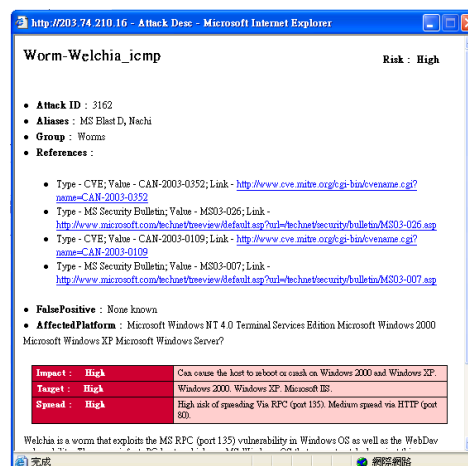 http://203.74.210.16 - Attack Desc - Microsoft Internet Explorer
Worm-Welchia_icmp
Risk : High
Attack ID : 3162
Aliases : MS Blast D, Nachi
Group : Worms
References :
Type - CVE; Value - CAN-2003-0352; Link - http://www.cve.mitre.org/cgi-bin/cvename.cgi?
name=CAN-2003-0352
Type - MS Security Bulletin; Value - MS03-026; Link -
http://www.microsoft.com/technet/treeview/default.asp?url=/technet/security/bulletin/MS03-026.asp
Type - CVE; Value - CAN-2003-0109; Link - http://www.cve.mitre.org/cgi-bin/cvename.cgi?
name=CAN-2003-0109
Type - MS Security Bulletin; Value - MS03-007; Link -
http://www.microsoft.com/technet/treeview/default.asp?url=/technet/security/bulletin/MS03-007.asp
FalsePositive : None known
AffectedPlatform : Microsoft Windows NT 4.0 Terminal Services Edition Microsoft Windows 2000
Microsoft Windows XP Microsoft Windows Server?
Impact : High Can cause the host to reboot or crash on Windows 2000 and Windows XP.
Target : High Windows 2000. Windows XP. Microsoft IIS.
Spread : High High risk of spreading Via RPC (port 135). Medium spread via HTTP (port
80).
Welchia is a worm that exploits the MS RPC (port 135) vulnerability in Windows OS as well as the WebDav
完成
網際網路